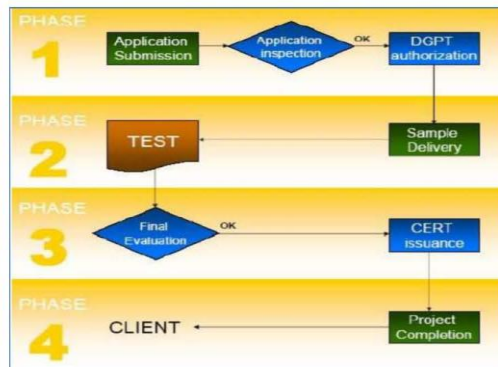 PHASE
1
Application
Submission
Application
inspection
OK
DGPT
authorization
PHASE
2
TEST
Sample
Delivery
PHASE
3
Final
Evaluation
OK
CERT
issuance
PHASE
4
CLIENT
Project
Completion